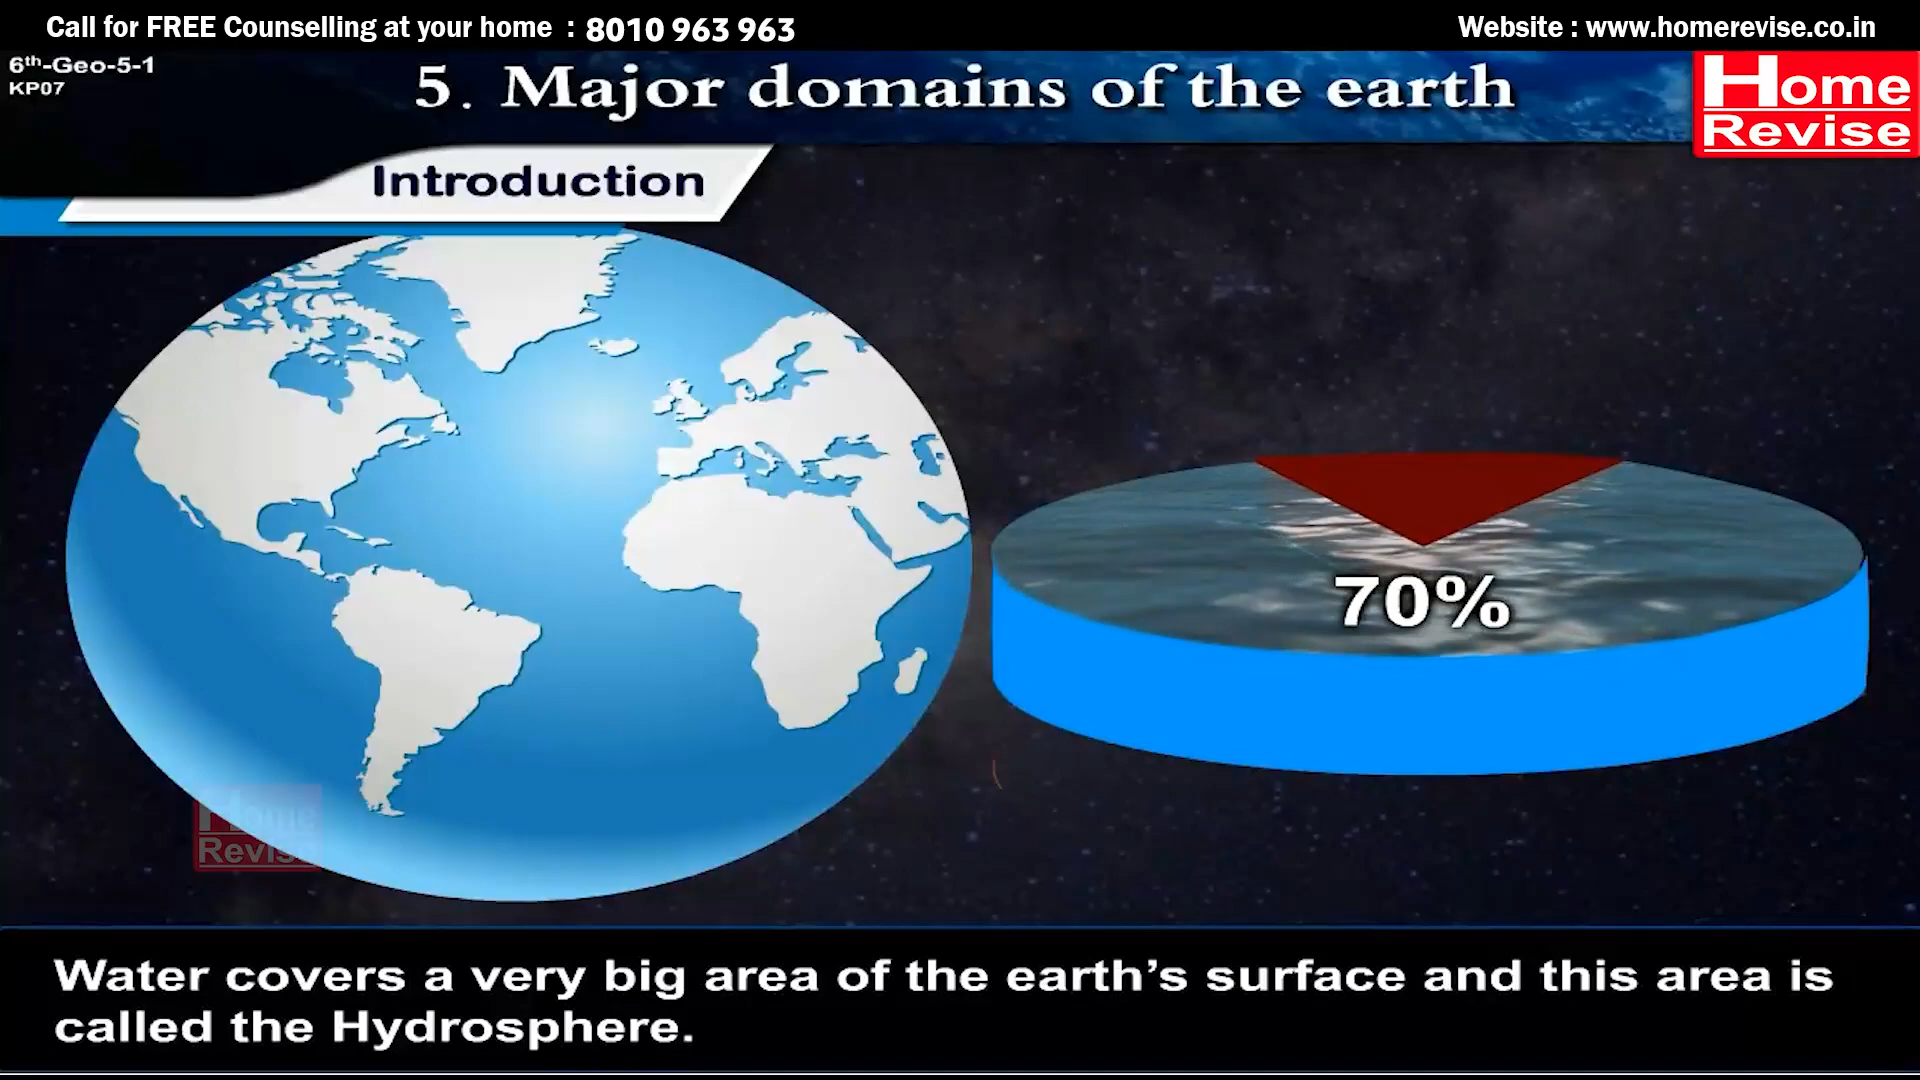 Call for FREE Counselling at your home : 8010 963 963
Website : www.homerevise.co.in
6th-Geo-5-1
KP07
5. Major domains of the earth
Home
Revise
Introduction
70%
Home
Revise
Water covers a very big area of the earth’s surface and this area is
called the Hydrosphere.